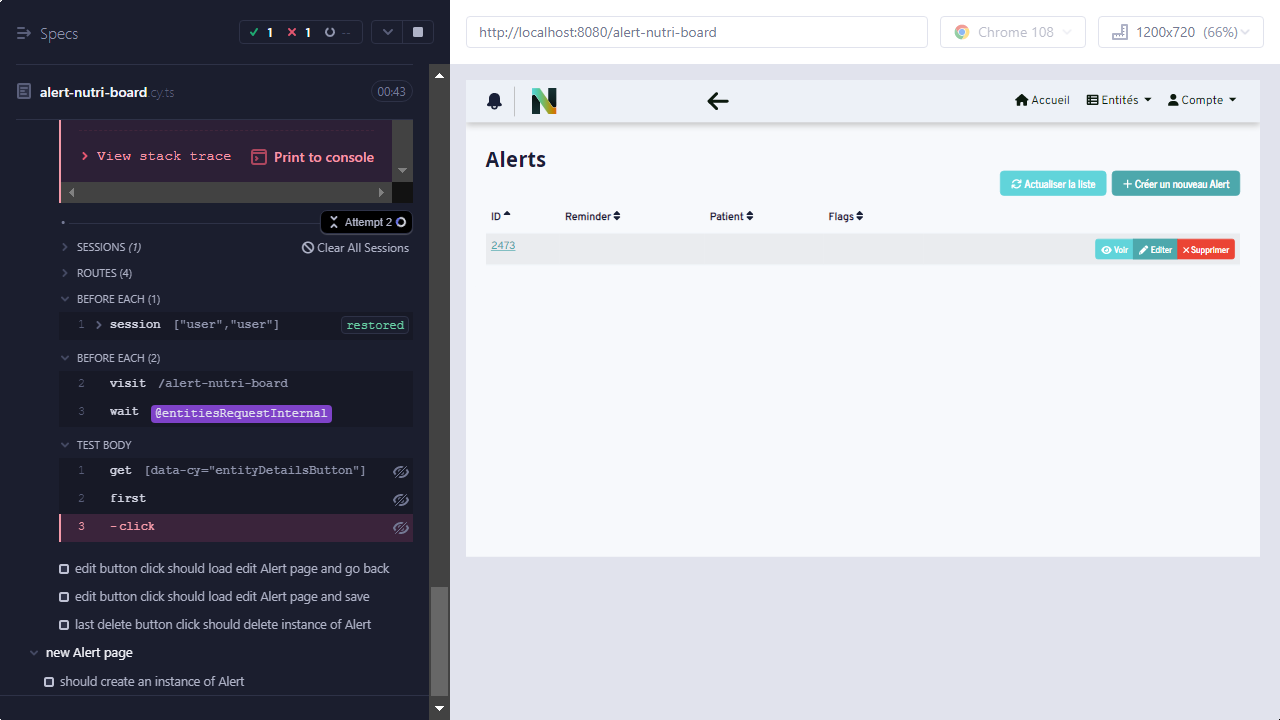 Specs
1
1
--
alert-nutri-board.cy.ts
00:43
View stack trace
Print to console
Attempt 2
SESSIONS (1)
Clear All Sessions
ROUTES (4)
BEFORE EACH (1)
1 session ["user","user"] restored
BEFORE EACH (2)
2 visit /alert-nutri-board
3 wait @entitiesRequestInternal
TEST BODY
1 get [data-cy="entityDetailsButton"]
2 first
3 -click
edit button click should load edit Alert page and go back
edit button click should load edit Alert page and save
last delete button click should delete instance of Alert
new Alert page
should create an instance of Alert
http://localhost:8080/alert-nutri-board
Chrome 108
1200x720 (66%)
Accueil
Entités
Compte
Alerts
Actualiser la liste
Créer un nouveau Alert
ID
Reminder
Patient
Flags
2473
Voir
Editer
Supprimer